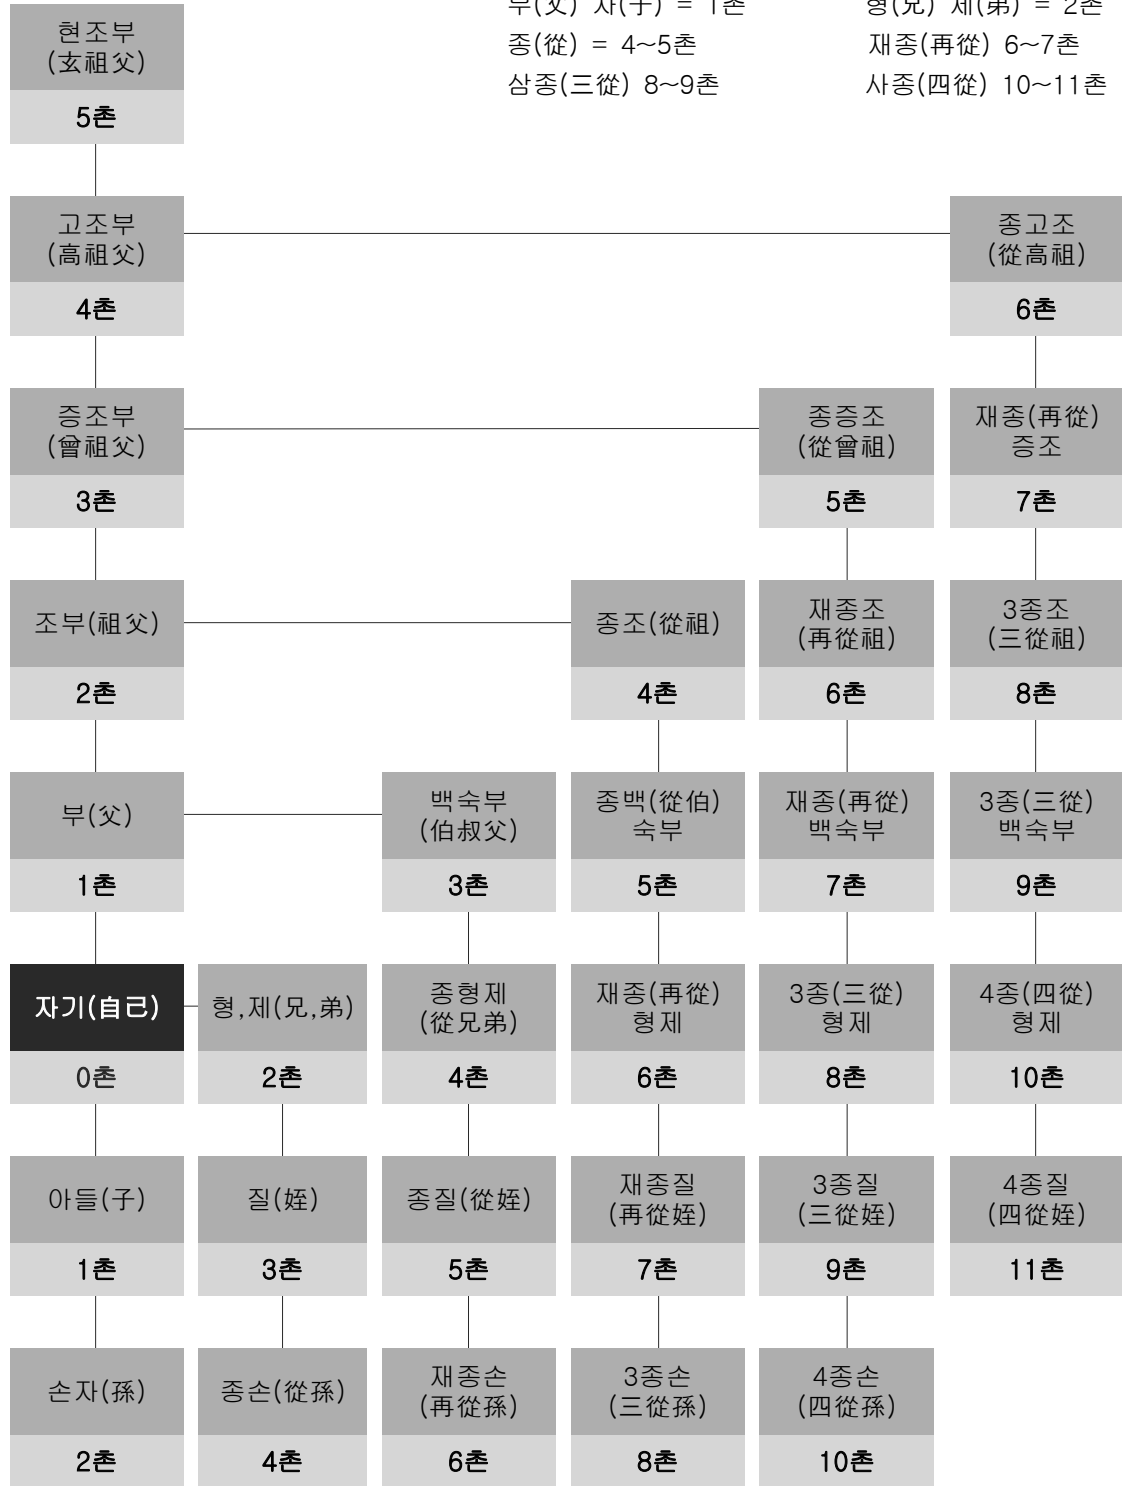 부(父) 자(子) = 1촌 형(兄) 제(弟) = 2촌
종(從) = 4~5촌 재종(再從) 6~7촌
삼종(三從) 8~9촌 사종(四從) 10~11촌
현조부
(玄祖父)
5촌
고조부
(高祖父)
4촌
종고조
(從高祖)
6촌
증조부
(曾祖父)
3촌
종증조
(從曾祖)
5촌
재종(再從)
증조
7촌
조부(祖父)
2촌
종조(從祖)
4촌
재종조
(再從祖)
6촌
3종조
(三從祖)
8촌
부(父)
1촌
백숙부
(伯叔父)
3촌
종백(從伯)
숙부
5촌
재종(再從)
백숙부
7촌
3종(三從)
백숙부
9촌
자기(自己)
0촌
형,제(兄,弟)
2촌
종형제
(從兄弟)
4촌
재종(再從)
형제
6촌
3종(三從)
형제
8촌
4종(四從)
형제
10촌
아들(子)
1촌
질(姪)
3촌
종질(從姪)
5촌
재종질
(再從姪)
7촌
3종질
(三從姪)
9촌
4종질
(四從姪)
11촌
손자(孫)
2촌
종손(從孫)
4촌
재종손
(再從孫)
6촌
3종손
(三從孫)
8촌
4종손
(四從孫)
10촌